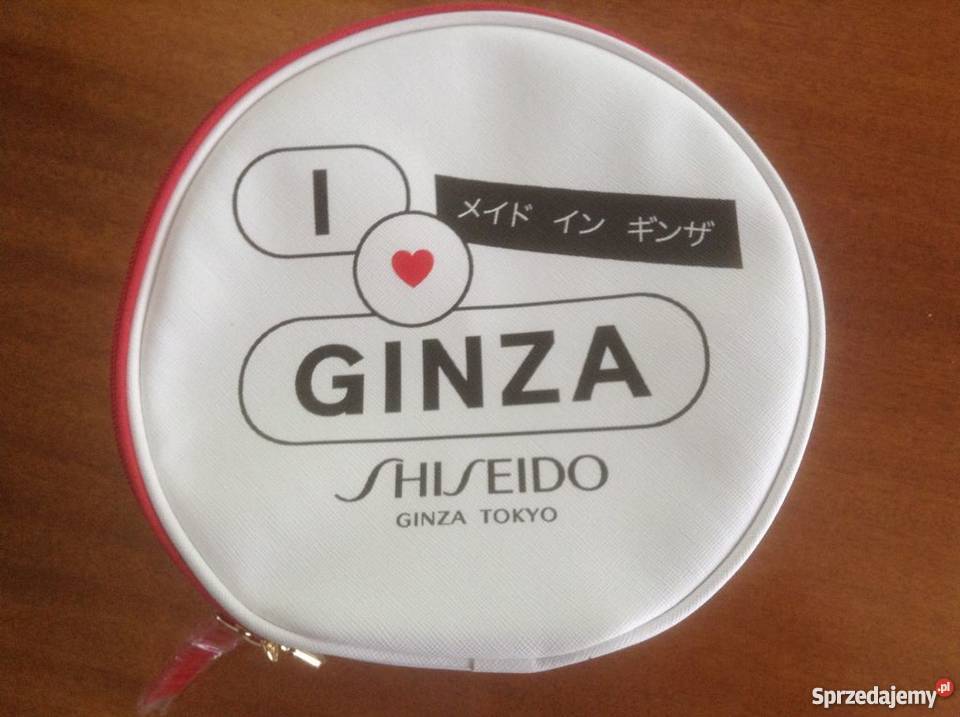 I
メイド イン ギンザ
GINZA
SHISEIDO
GINZA TOKYO
Sprzedajemy.pl